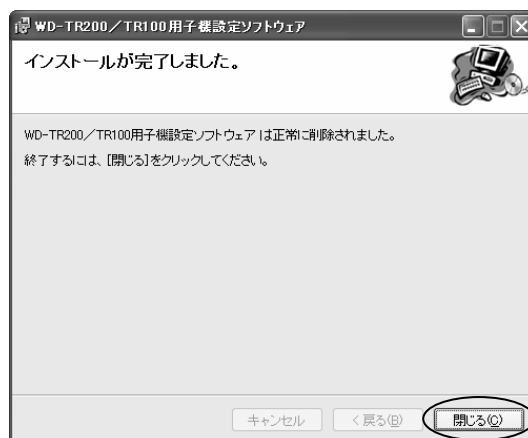 WD-TR200／TR100用子機設定ソフトウェア
インストールが完了しました。
WD-TR200／TR100用子機設定ソフトウェア は正常に削除されました。
終了するには、[閉じる]をクリックしてください。
キャンセル
< 戻る(B)
閉じる(C)